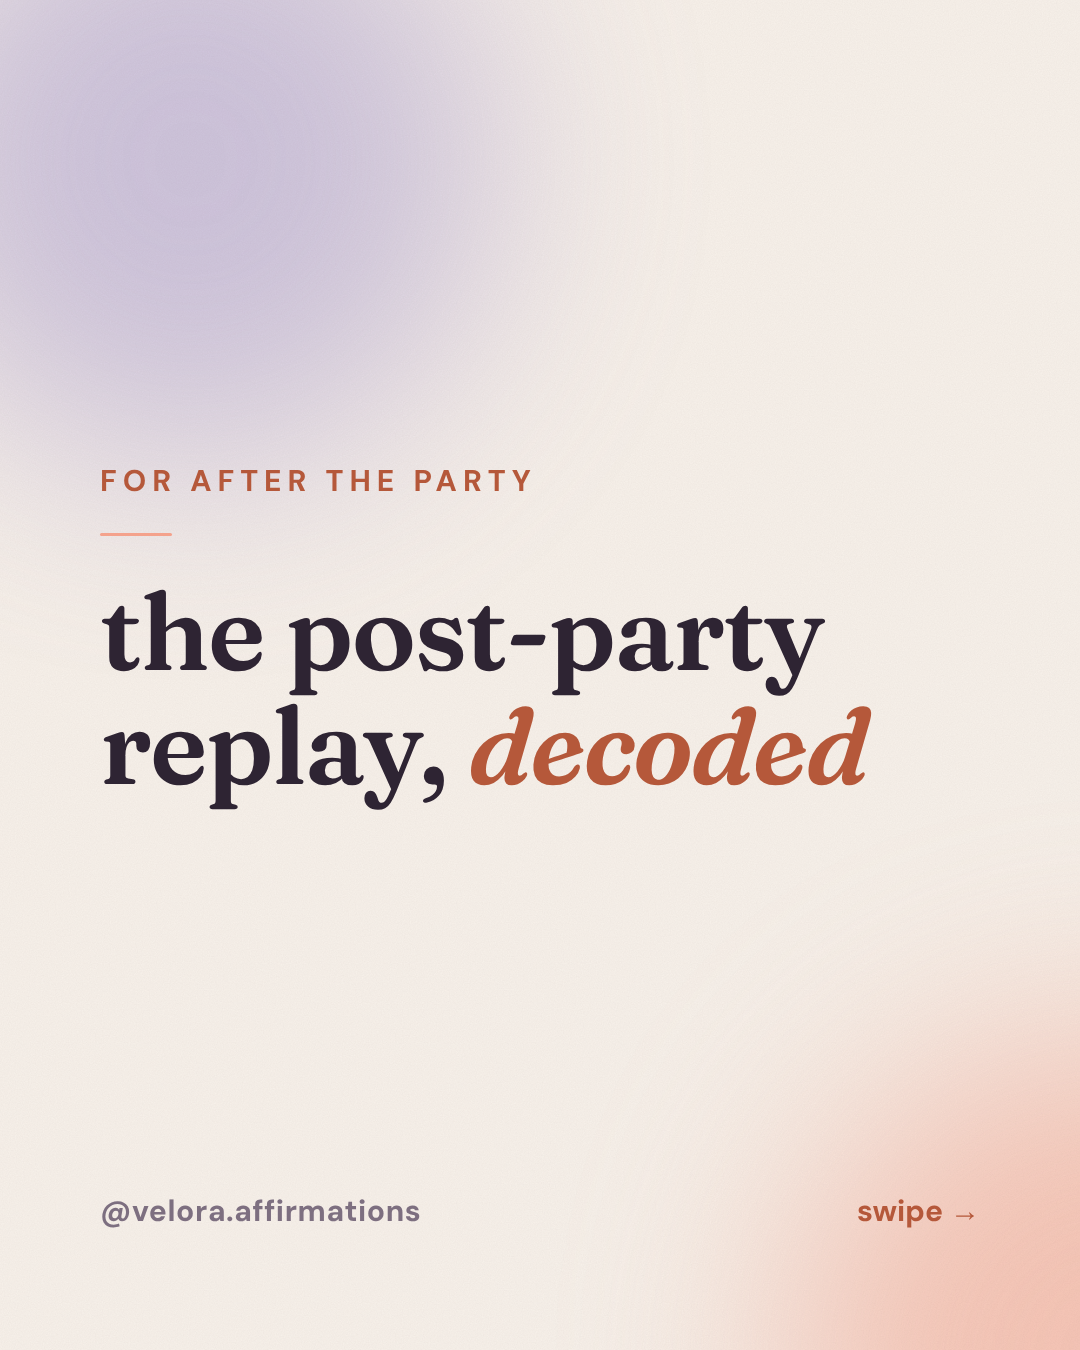 FOR AFTER THE PARTY
the post-party
replay, decoded
@velora.affirmations
swipe →